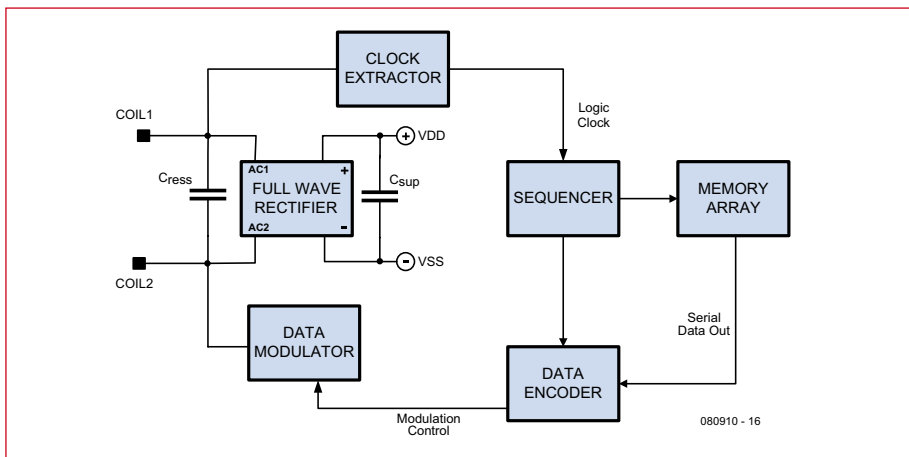 CLOCK
EXTRACTOR
COIL1
Logic
Clock
+
VDD
AC1
+
Cress
FULL WAVE
RECTIFIER
Csup
AC2
-
SEQUENCER
MEMORY
ARRAY
-
VSS
COIL2
DATA
MODULATOR
Serial
Data Out
DATA
ENCODER
Modulation
Control
080910 - 16